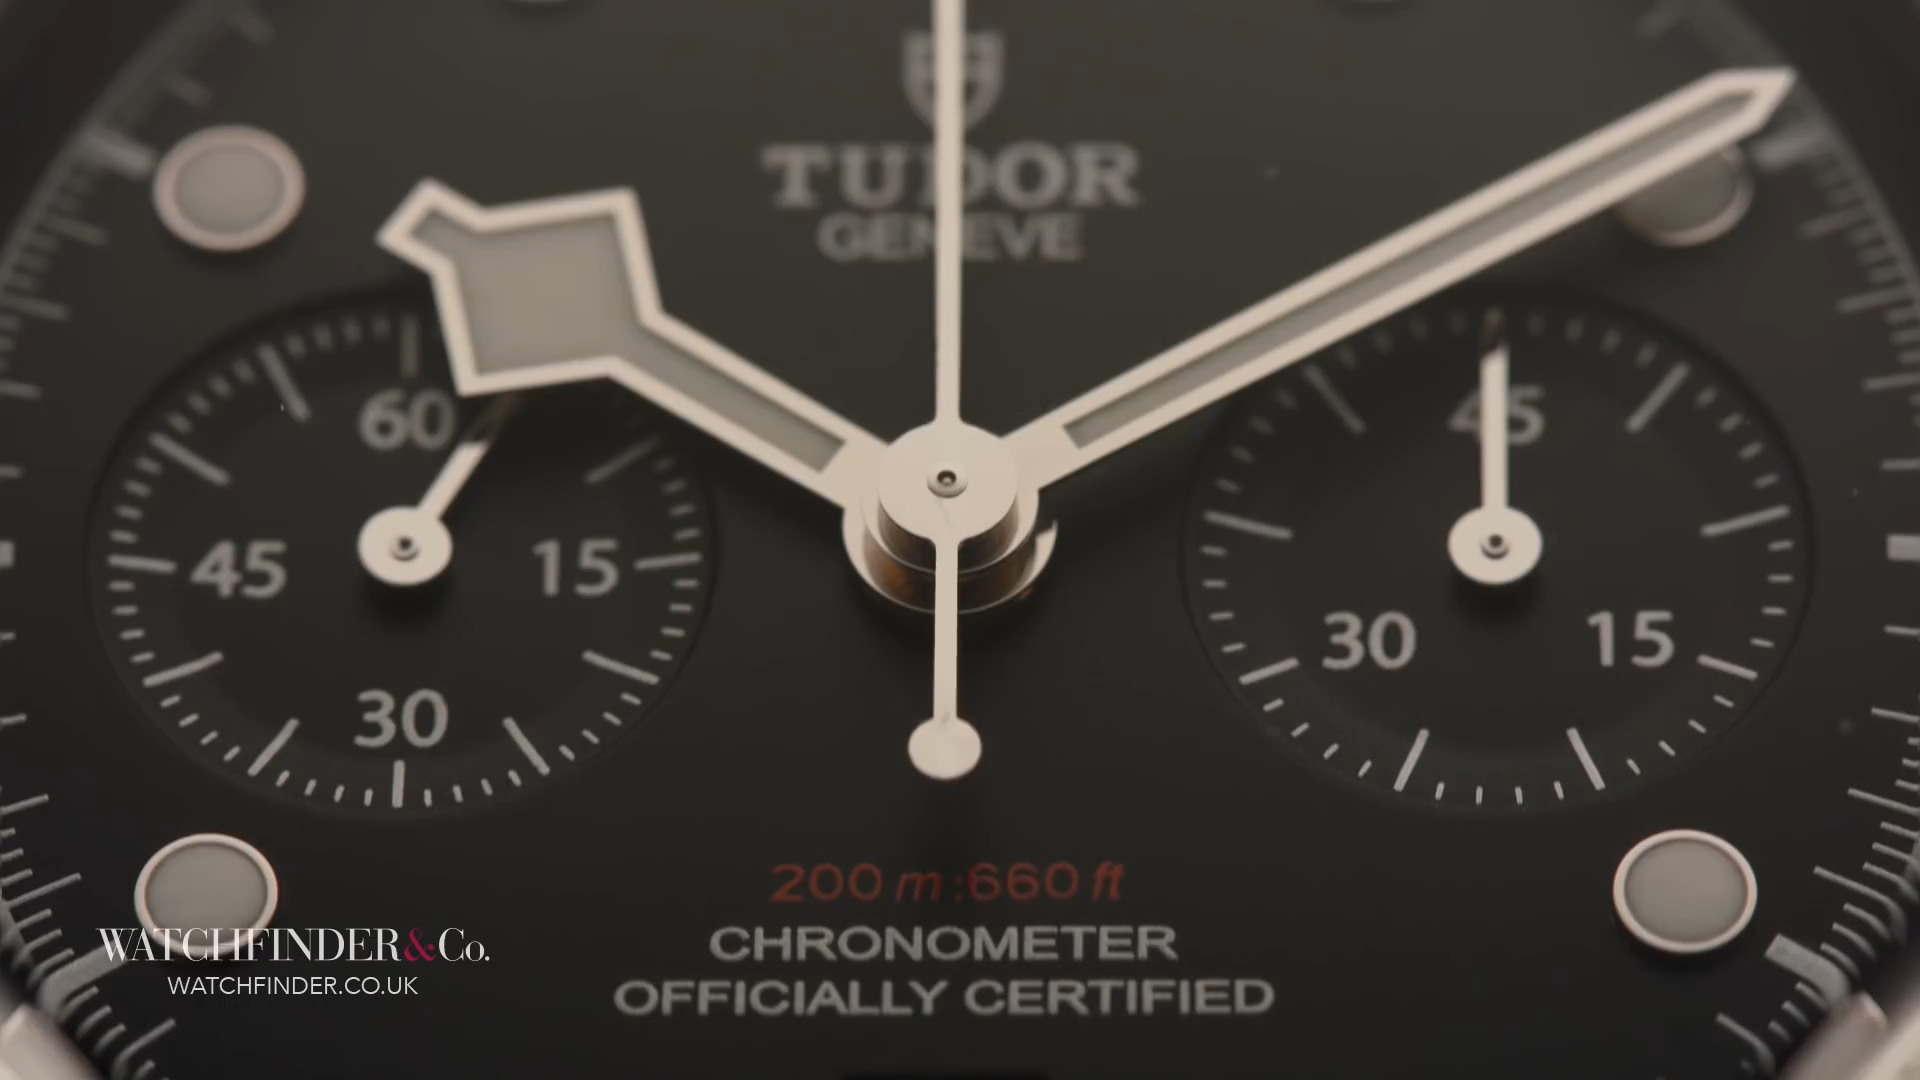 TUDOR
GENEVE
60
45
15
30
45
30
15
200 m:660 ft
CHRONOMETER
OFFICIALLY CERTIFIED
WATCHFINDER&Co.
WATCHFINDER.CO.UK